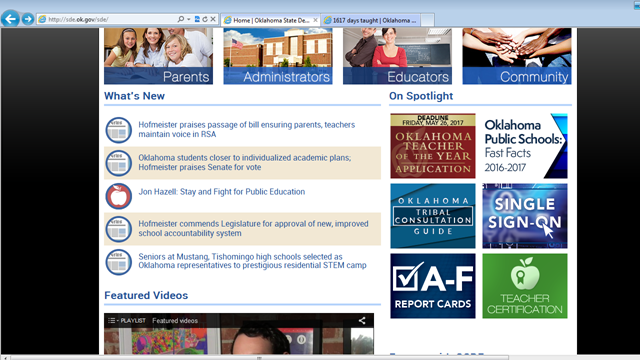 http://sde.ok.gov/sde/
Home | Oklahoma State De...
1617 days taught | Oklahoma ...
Parents
Administrators
Educators
Community
What's New
On Spotlight
Hofmeister praises passage of bill ensuring parents, teachers
maintain voice in RSA
Oklahoma students closer to individualized academic plans;
Hofmeister praises Senate for vote
Jon Hazell: Stay and Fight for Public Education
Hofmeister commends Legislature for approval of new, improved
school accountability system
Seniors at Mustang, Tishomingo high schools selected as
Oklahoma representatives to prestigious residential STEM camp
DEADLINE
FRIDAY, MAY 26, 2017
OKLAHOMA
TEACHER
OF THE YEAR
APPLICATION
Oklahoma
Public Schools:
Fast Facts
2016-2017
OKLAHOMA
TRIBAL
CONSULTATION
GUIDE
SINGLE
SIGN-ON
A-F
REPORT CARDS
TEACHER
CERTIFICATION
Featured Videos
PLAYLIST Featured videos